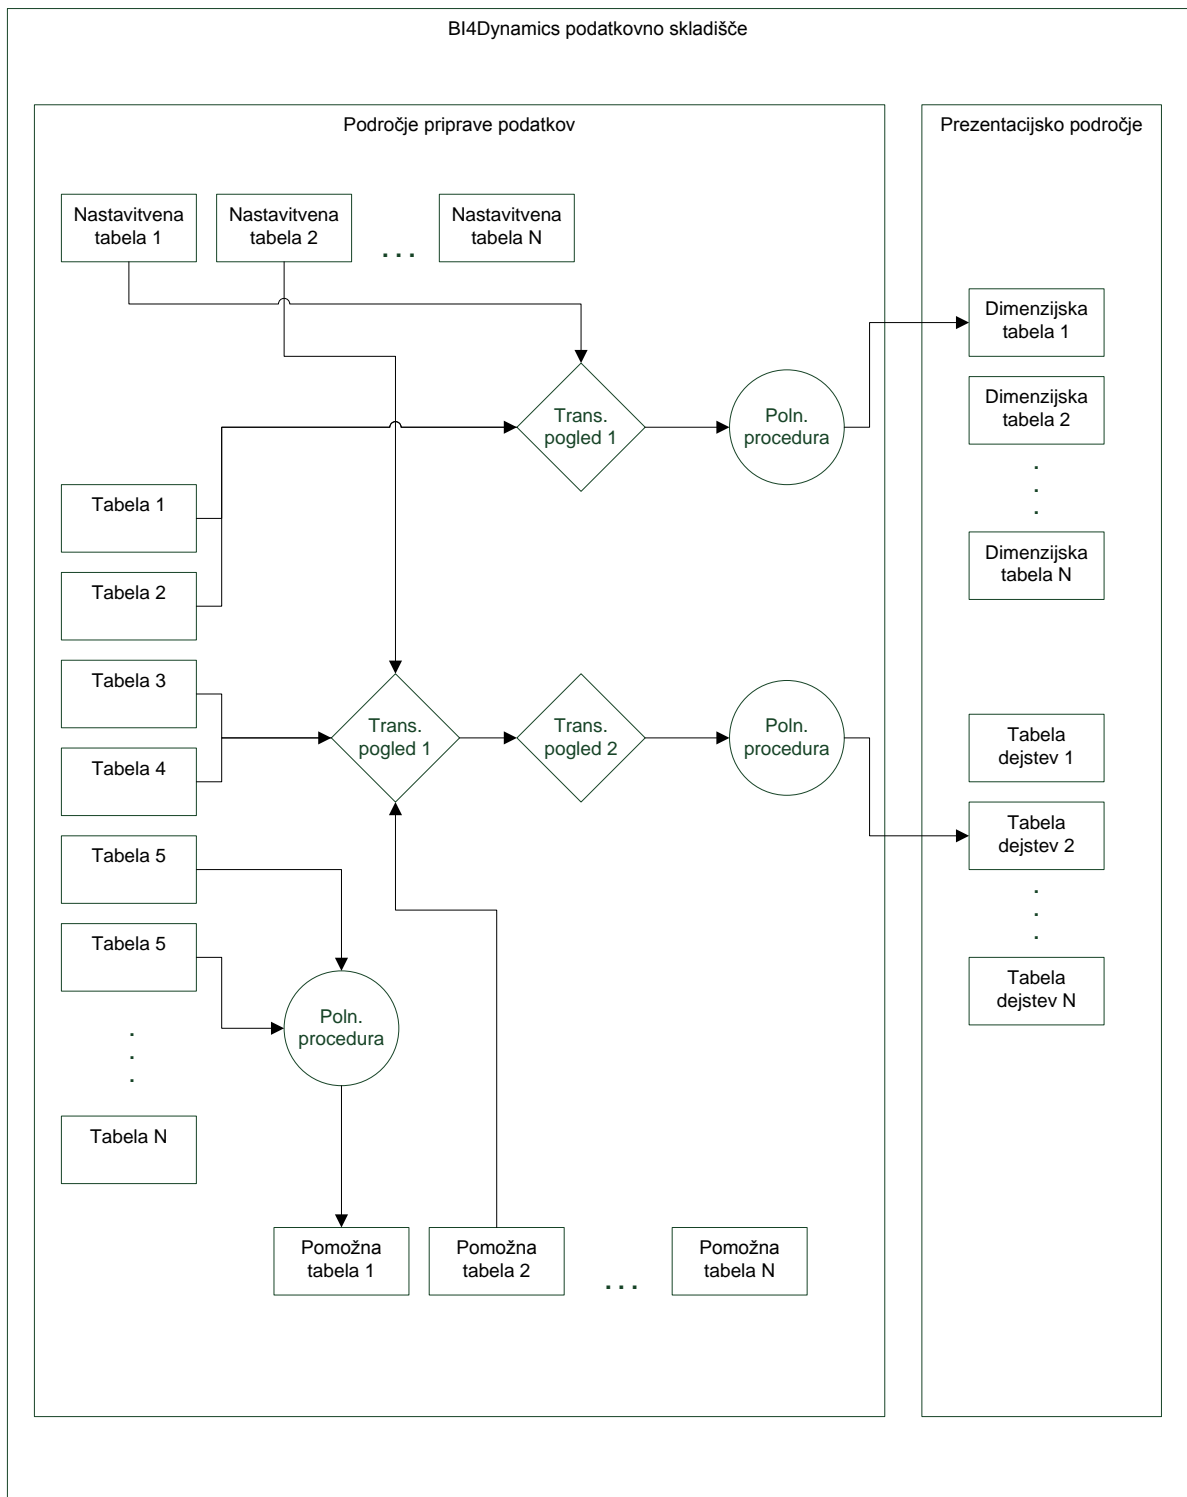 BI4Dynamics podatkovno skladišče
Področje priprave podatkov
Prezentacijsko področje
Nastavitvena
tabela 1
Nastavitvena
tabela 2
. . .
Nastavitvena
tabela N
Dimenzijska
tabela 1
Dimenzijska
tabela 2
.
.
.
Dimenzijska
tabela N
Trans.
pogled 1
Poln.
procedura
Tabela 1
Tabela 2
Tabela 3
Tabela 4
Trans.
pogled 1
Trans.
pogled 2
Poln.
procedura
Tabela
dejstev 1
Tabela
dejstev 2
.
.
.
Tabela
dejstev N
Tabela 5
Tabela 5
.
.
.
Tabela N
Poln.
procedura
Pomožna
tabela 1
Pomožna
tabela 2
. . .
Pomožna
tabela N